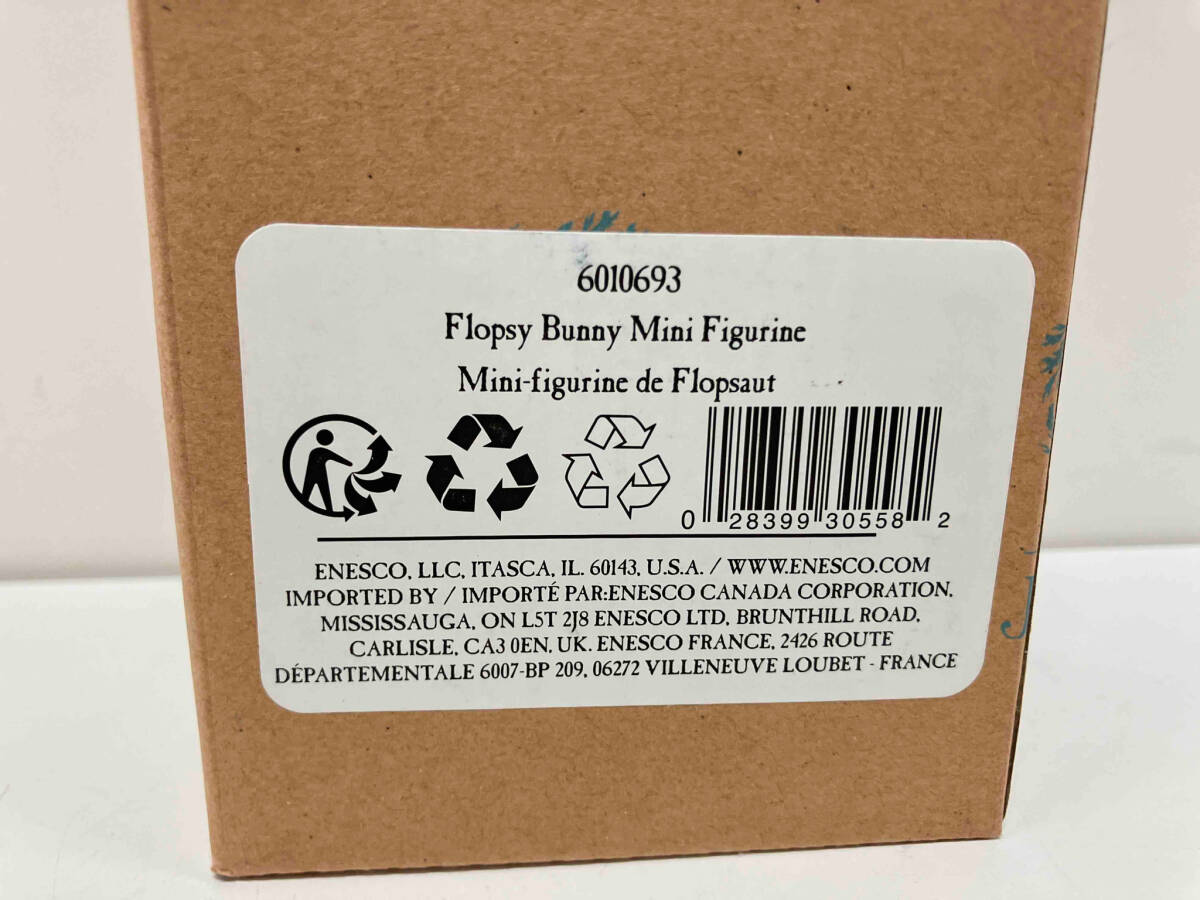 6010693
Flopsy Bunny Mini Figurine
Mini-figurine de Flopsaut
0 28399 30558 2
ENESCO, LLC, ITASCA, IL. 60143, U.S.A. / WWW.ENESCO.COM
IMPORTED BY / IMPORTÉ PAR:ENESCO CANADA CORPORATION,
MISSISSAUGA, ON L5T 2J8 ENESCO LTD, BRUNTHILL ROAD,
CARLISLE, CA3 0EN, UK. ENESCO FRANCE, 2426 ROUTE
DÉPARTEMENTALE 6007-BP 209, 06272 VILLENEUVE LOUBET - FRANCE
J